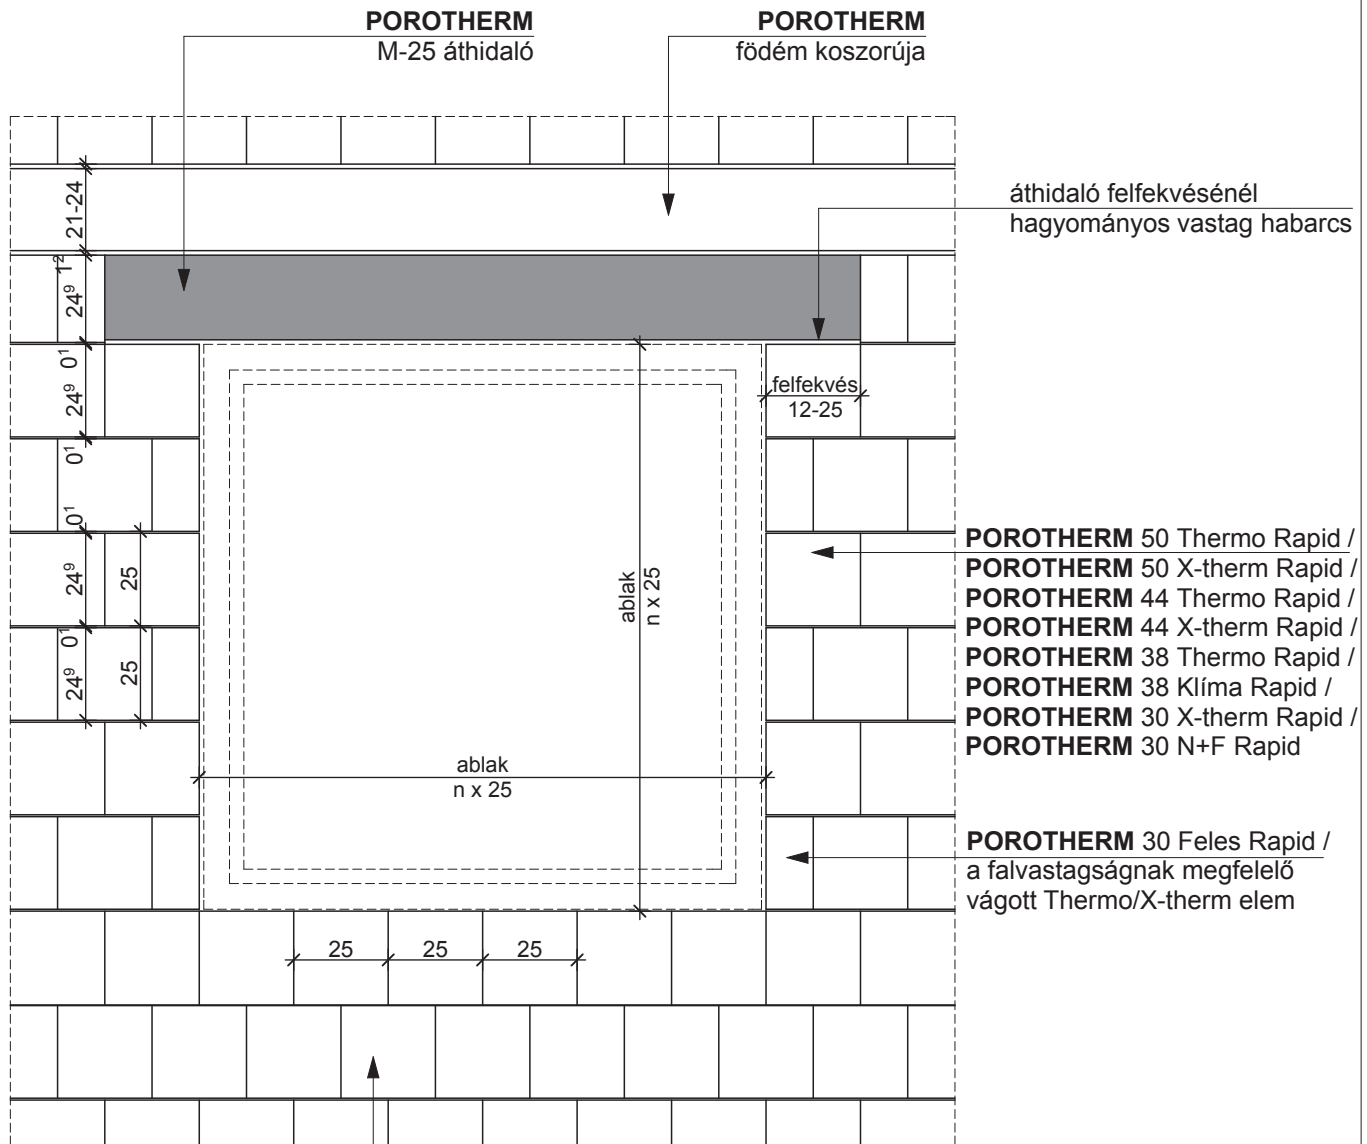 POROTHERM
M-25 áthidaló
POROTHERM
födém koszorúja
áthidaló felfekvésénél
hagyományos vastag habarcs
21-24
1²
24⁹
0¹
24⁹
0¹
0¹
24⁹
0¹
24⁹
25
25
felfekvés
12-25
ablak
n x 25
ablak
n x 25
POROTHERM 50 Thermo Rapid /
POROTHERM 50 X-therm Rapid /
POROTHERM 44 Thermo Rapid /
POROTHERM 44 X-therm Rapid /
POROTHERM 38 Thermo Rapid /
POROTHERM 38 Klíma Rapid /
POROTHERM 30 X-therm Rapid /
POROTHERM 30 N+F Rapid
POROTHERM 30 Feles Rapid /
a falvastagságnak megfelelő
vágott Thermo/X-therm elem
25
25
25